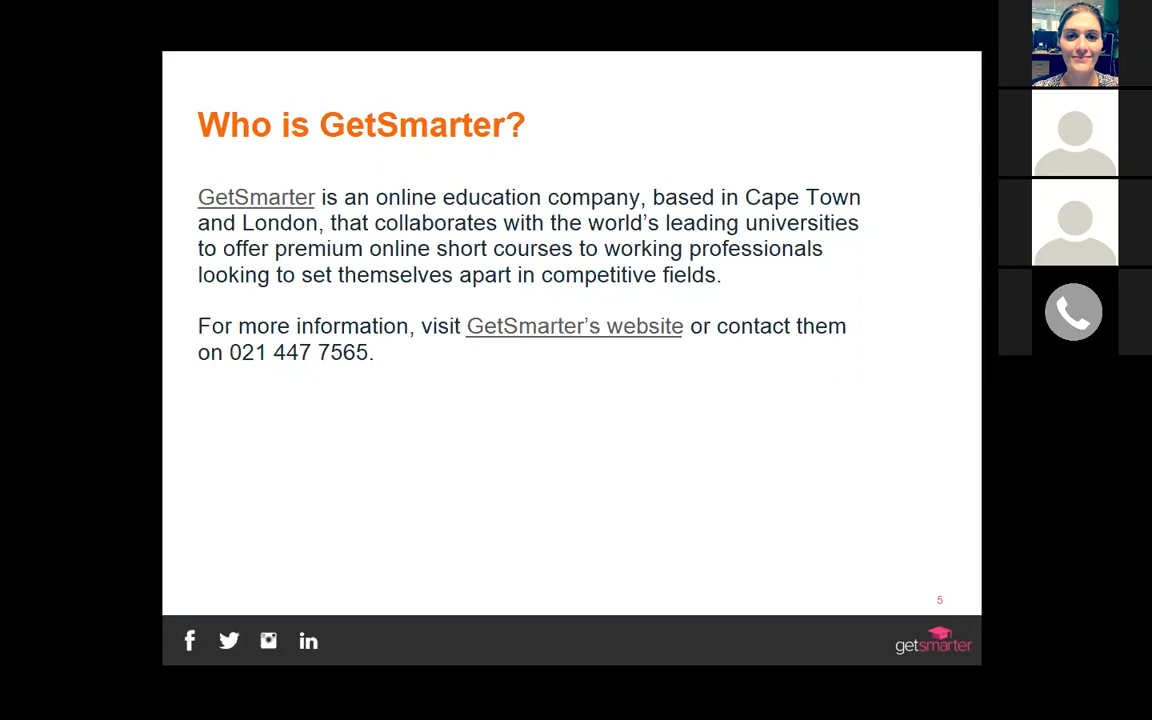 Who is GetSmarter?
GetSmarter is an online education company, based in Cape Town
and London, that collaborates with the world’s leading universities
to offer premium online short courses to working professionals
looking to set themselves apart in competitive fields.
For more information, visit GetSmarter’s website or contact them
on 021 447 7565.
5
getsmarter